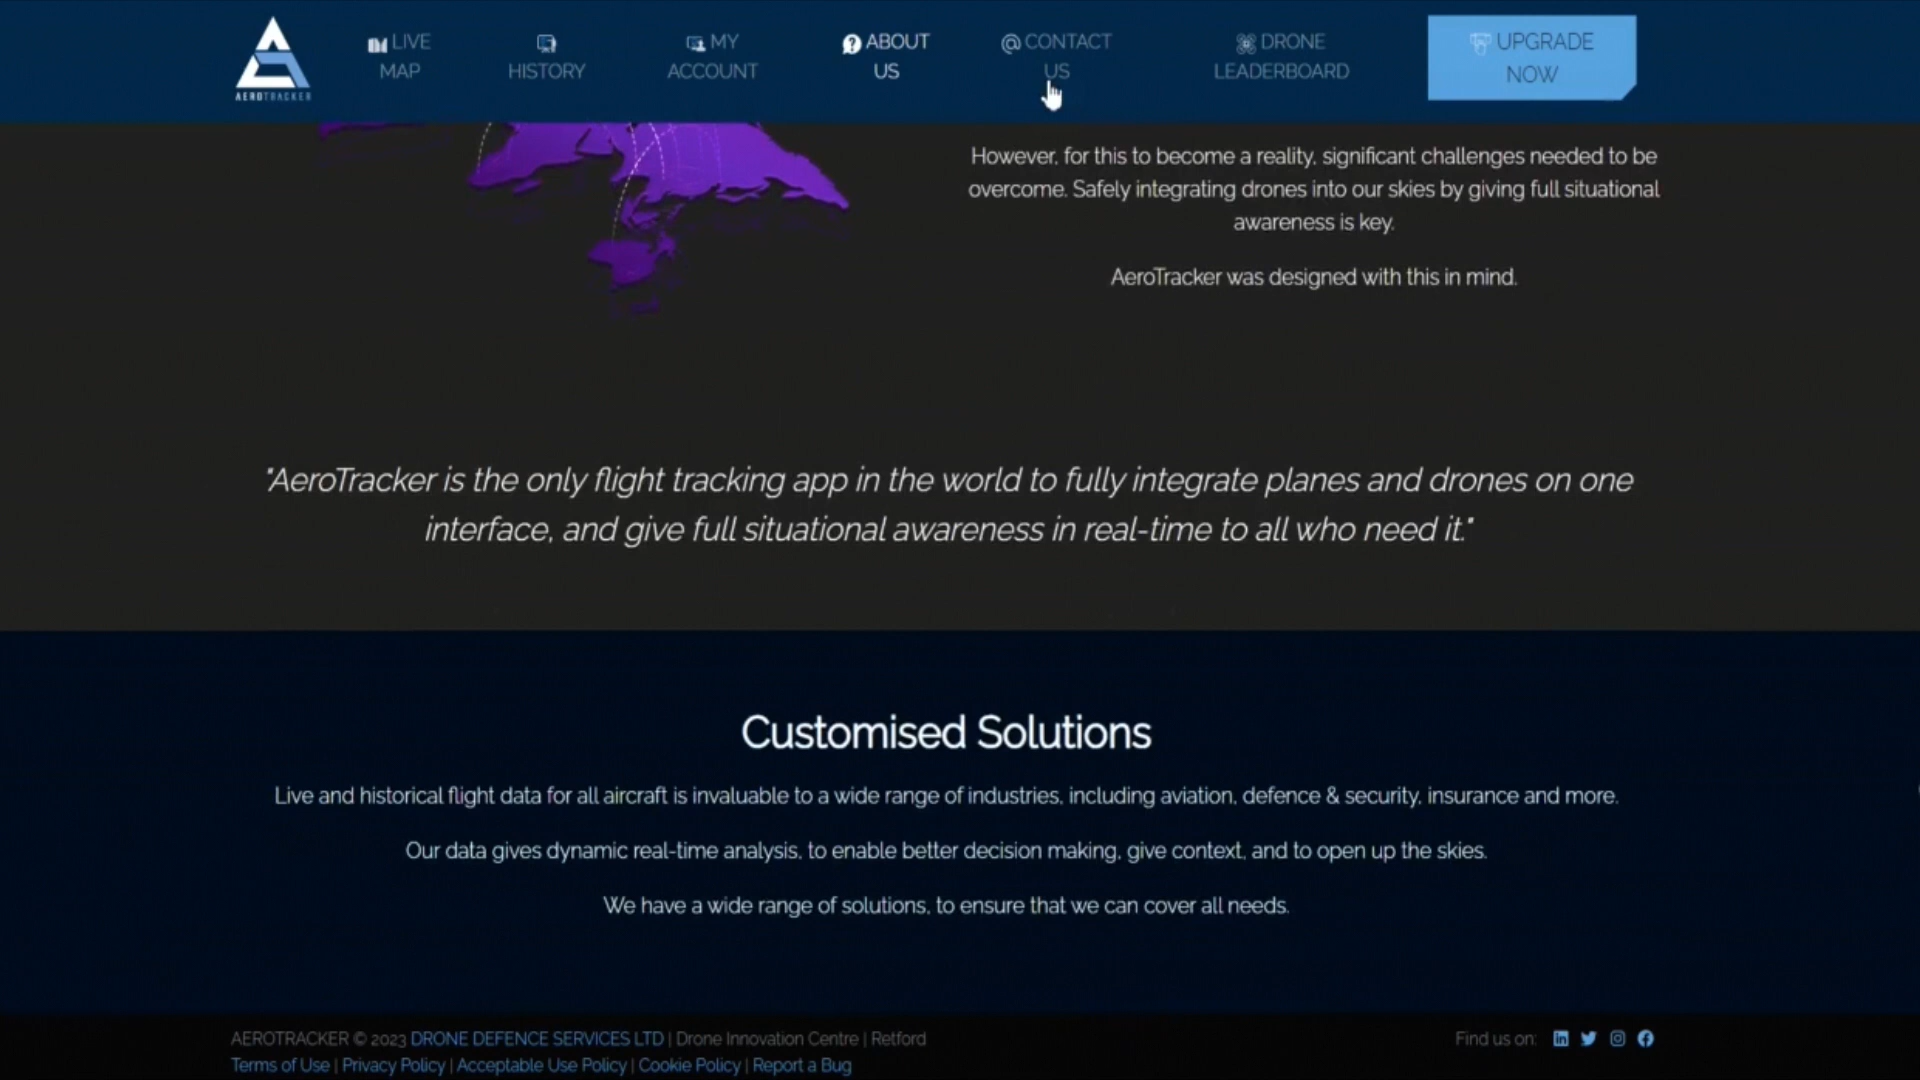 AEROTRACKER
LIVE
MAP
HISTORY
MY
ACCOUNT
ABOUT
US
CONTACT
US
DRONE
LEADERBOARD
UPGRADE
NOW
However, for this to become a reality, significant challenges needed to be
overcome. Safely integrating drones into our skies by giving full situational
awareness is key.
AeroTracker was designed with this in mind.
"AeroTracker is the only flight tracking app in the world to fully integrate planes and drones on one
interface, and give full situational awareness in real-time to all who need it."
Customised Solutions
Live and historical flight data for all aircraft is invaluable to a wide range of industries, including aviation, defence & security, insurance and more.
Our data gives dynamic real-time analysis, to enable better decision making, give context, and to open up the skies.
We have a wide range of solutions, to ensure that we can cover all needs.
AEROTRACKER © 2023 DRONE DEFENCE SERVICES LTD | Drone Innovation Centre | Retford
Find us on:
Terms of Use | Privacy Policy | Acceptable Use Policy | Cookie Policy | Report a Bug